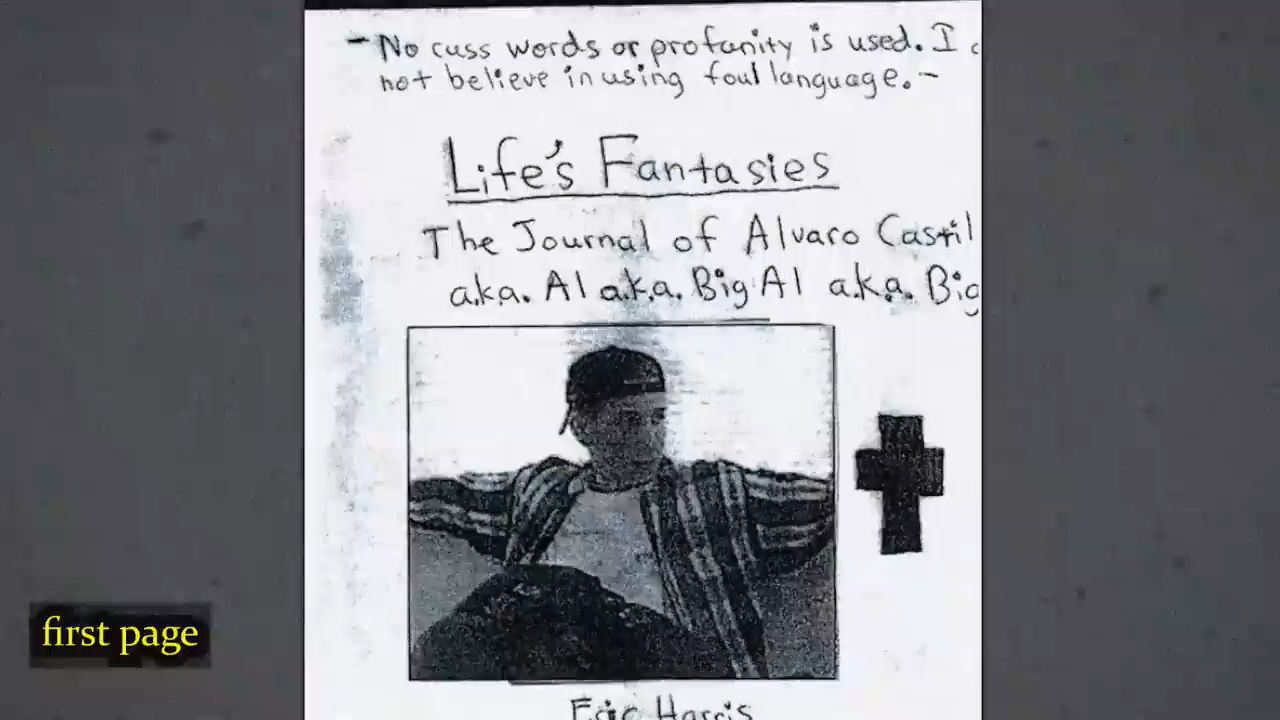 - No cuss words or profanity is used. I
not believe in using foul language. -
Life's Fantasies
The Journal of Alvaro Castil
a.k.a. Al a.k.a. Big Al a.k.a. Big
Eric Harris
first page